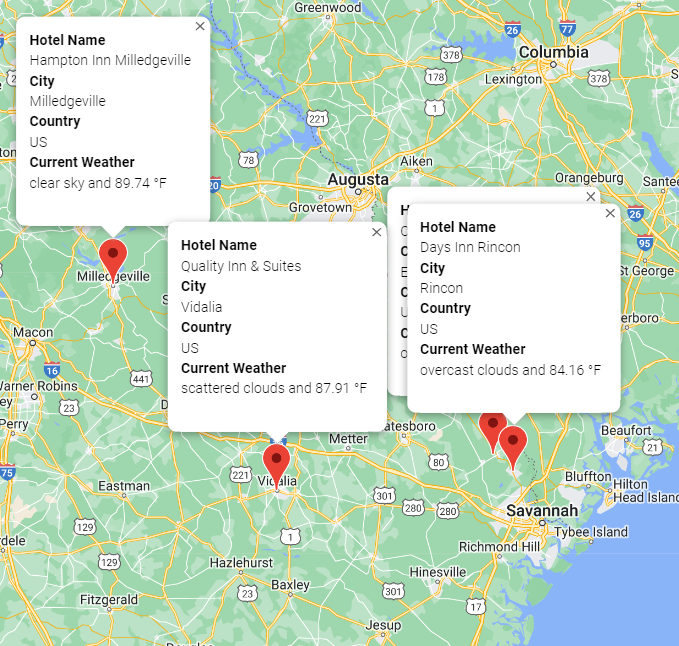 Hotel Name
Hampton Inn Milledgeville
City
Milledgeville
Country
US
Current Weather
clear sky and 89.74 °F
Hotel Name
Quality Inn & Suites
City
Vidalia
Country
US
Current Weather
scattered clouds and 87.91 °F
Hotel Name
Days Inn Rincon
City
Rincon
Country
US
Current Weather
overcast clouds and 84.16 °F
Greenwood
26
77
378
Columbia
Lexington
378
178
1
221
78
Aiken
20
Augusta
Orangeburg
Santee
Grovetown
26
95
St George
Milledgeville
Macon
16
441
Warner Robins
23
Perry
Metter
Beaufort
21
80
75
221
Vidalia
Bluffton
Hilton
Head Island
Eastman
301
280
280
Savannah
129
1
Tybee Island
Richmond Hill
129
Hazlehurst
Hinesville
Baxley
23
301
Fitzgerald
17
Jesup